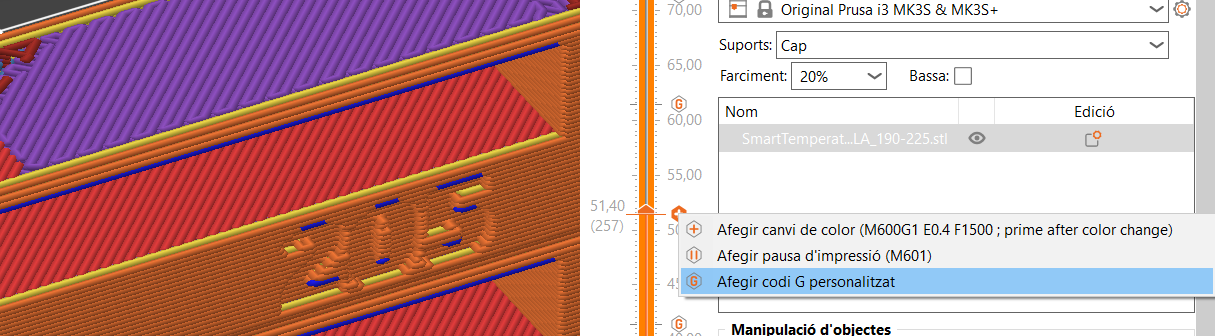 70,00
Original Prusa i3 MK3S & MK3S+
Suports: Cap
65,00
Farciment: 20% Bassa:
G
60,00
Nom Edició
SmartTemperat...LA_190-225.stl
55,00
51,40
(257)
50
Afegir canvi de color (M600G1 E0.4 F1500 ; prime after color change)
Afegir pausa d'impressió (M601)
G Afegir codi G personalitzat
45
G
Manipulació d'objectes